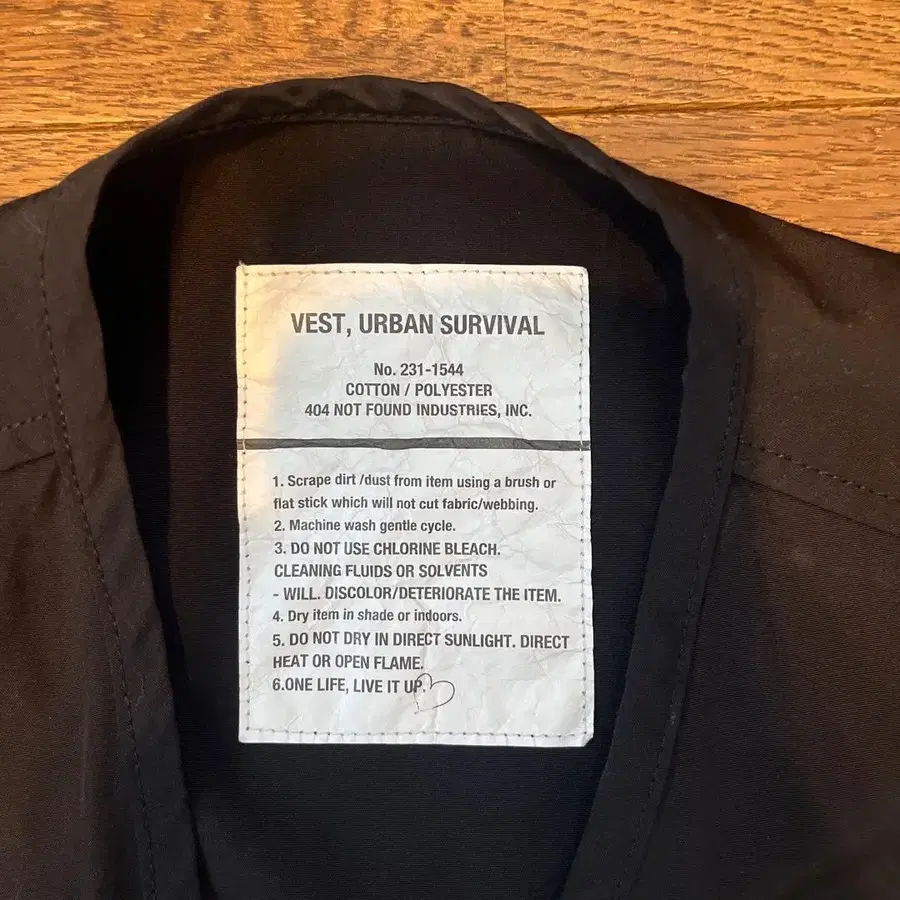 VEST, URBAN SURVIVAL
No. 231-1544
COTTON / POLYESTER
404 NOT FOUND INDUSTRIES, INC.
1. Scrape dirt /dust from item using a brush or
flat stick which will not cut fabric/webbing.
2. Machine wash gentle cycle.
3. DO NOT USE CHLORINE BLEACH.
CLEANING FLUIDS OR SOLVENTS
- WILL. DISCOLOR/DETERIORATE THE ITEM.
4. Dry item in shade or indoors.
5. DO NOT DRY IN DIRECT SUNLIGHT. DIRECT
HEAT OR OPEN FLAME.
6.ONE LIFE, LIVE IT UP.